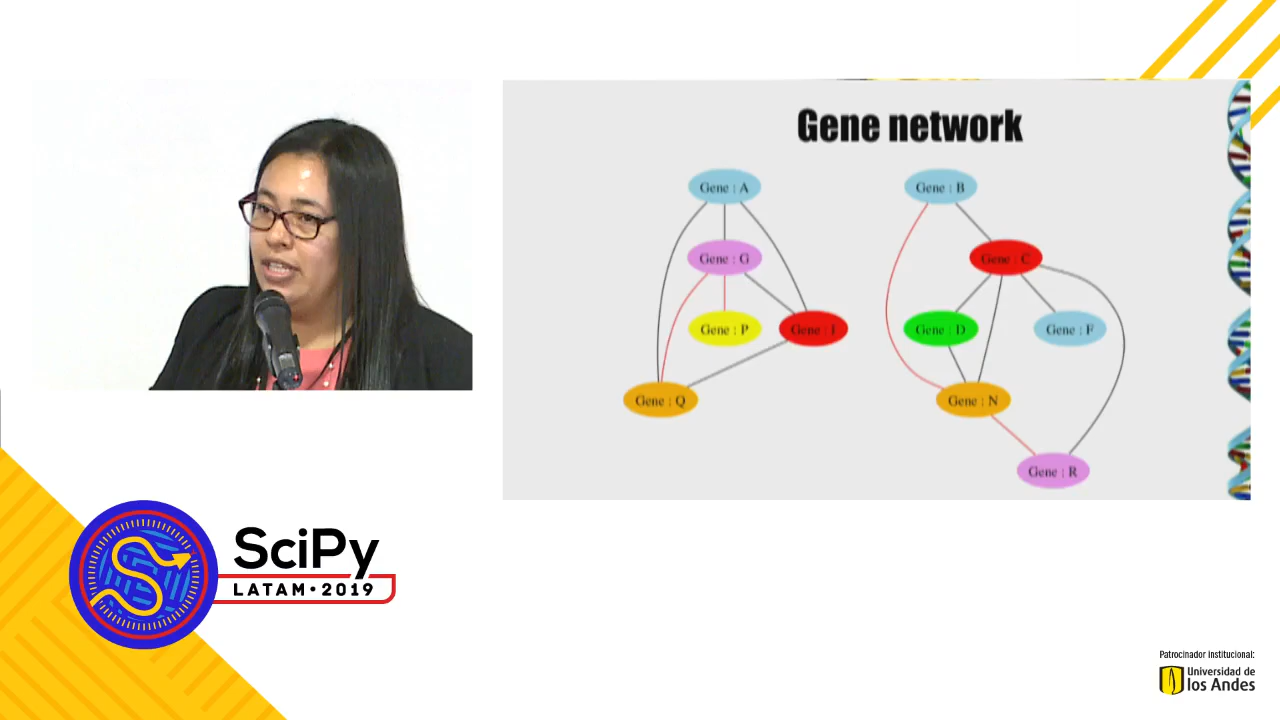 Gene network
Gene : A
Gene : B
Gene : G
Gene : C
Gene : P
Gene : I
Gene : D
Gene : F
Gene : Q
Gene : N
Gene : R
SciPy
LATAM • 2019
Patrocinador institucional:
Universidad de
los Andes